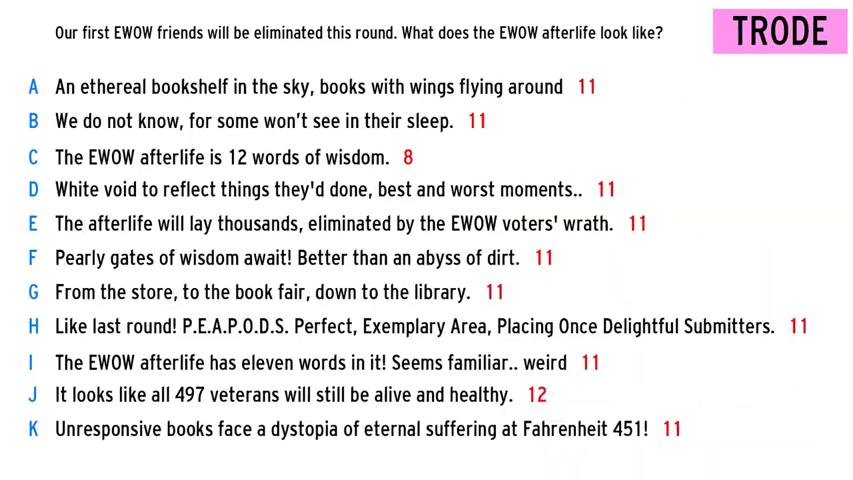 Our first EWOW friends will be eliminated this round. What does the EWOW afterlife look like?
TRODE
A An ethereal bookshelf in the sky, books with wings flying around 11
B We do not know, for some won't see in their sleep. 11
C The EWOW afterlife is 12 words of wisdom. 8
D White void to reflect things they'd done, best and worst moments.. 11
E The afterlife will lay thousands, eliminated by the EWOW voters' wrath. 11
F Pearly gates of wisdom await! Better than an abyss of dirt. 11
G From the store, to the book fair, down to the library. 11
H Like last round! P.E.A.P.O.D.S. Perfect, Exemplary Area, Placing Once Delightful Submitters. 11
I The EWOW afterlife has eleven words in it! Seems familiar.. weird 11
J It looks like all 497 veterans will still be alive and healthy. 12
K Unresponsive books face a dystopia of eternal suffering at Fahrenheit 451! 11